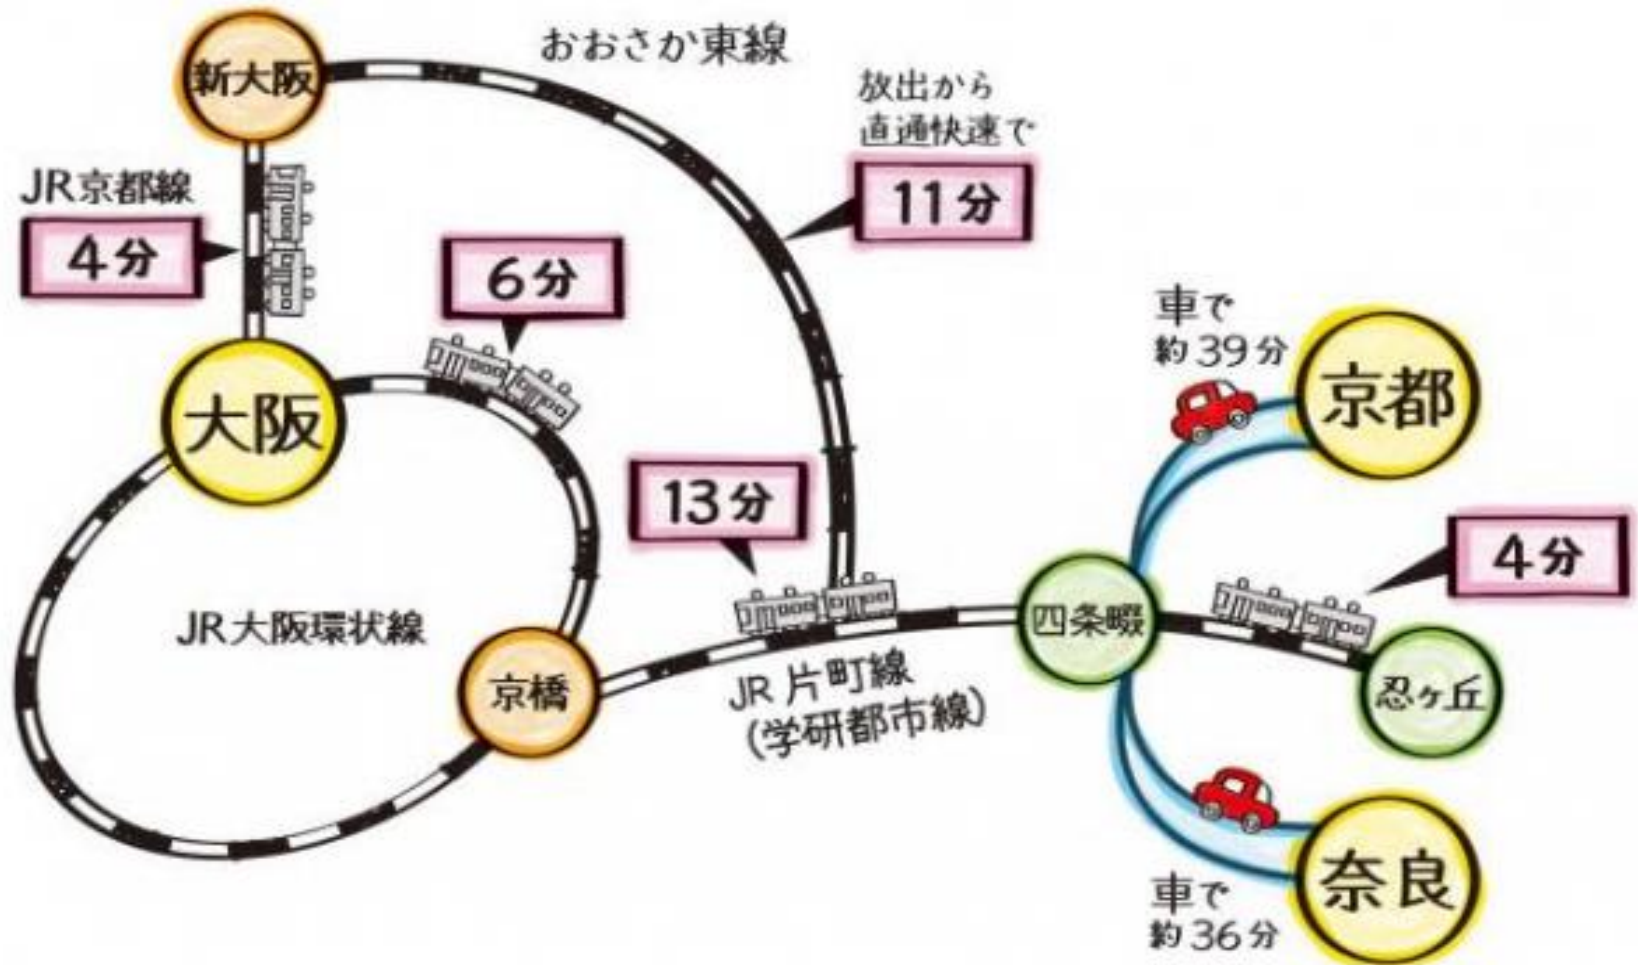 新大阪
おおさか東線
放出から
直通快速で
11分
JR京都線
4分
6分
大阪
車で
約39分
京都
13分
4分
四条畷
JR大阪環状線
京橋
JR片町線
(学研都市線)
忍ヶ丘
車で
約36分
奈良